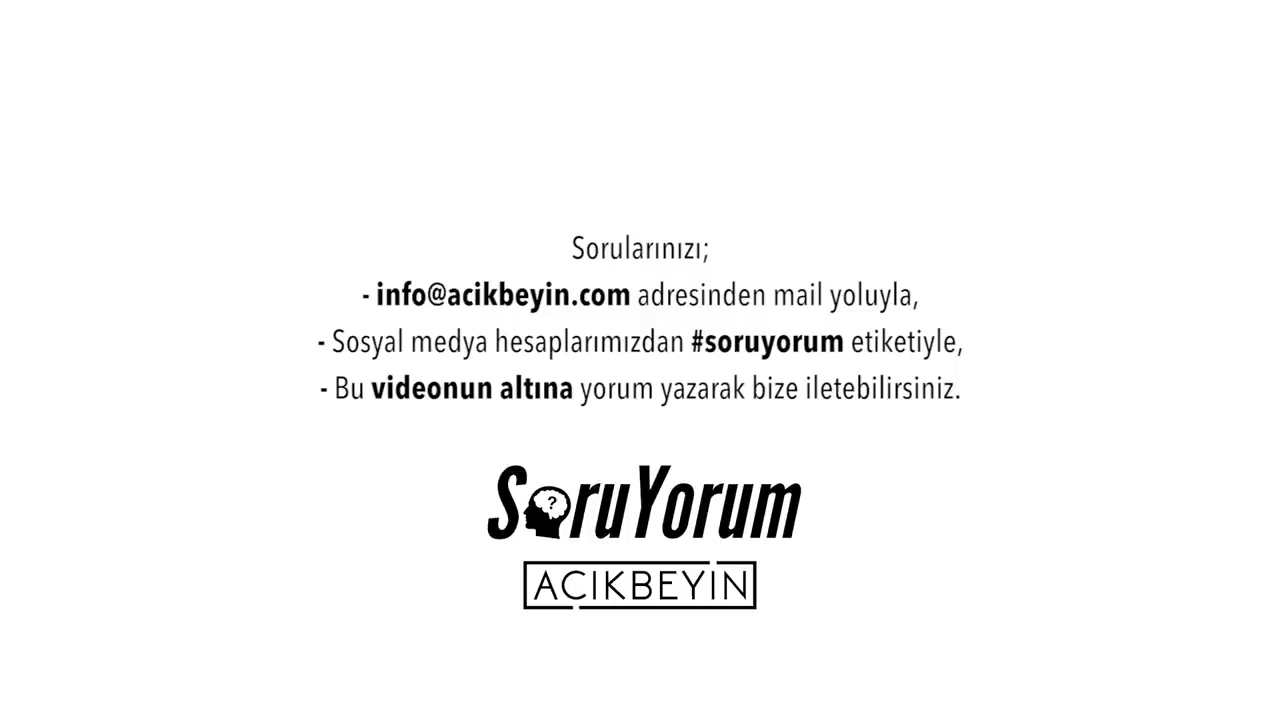 Sorularınızı;
- info@acikbeyin.com adresinden mail yoluyla,
- Sosyal medya hesaplarımızdan #soruyorum etiketiyle,
- Bu videonun altına yorum yazarak bize iletebilirsiniz.
SoruYorum
AÇIKBEYİN